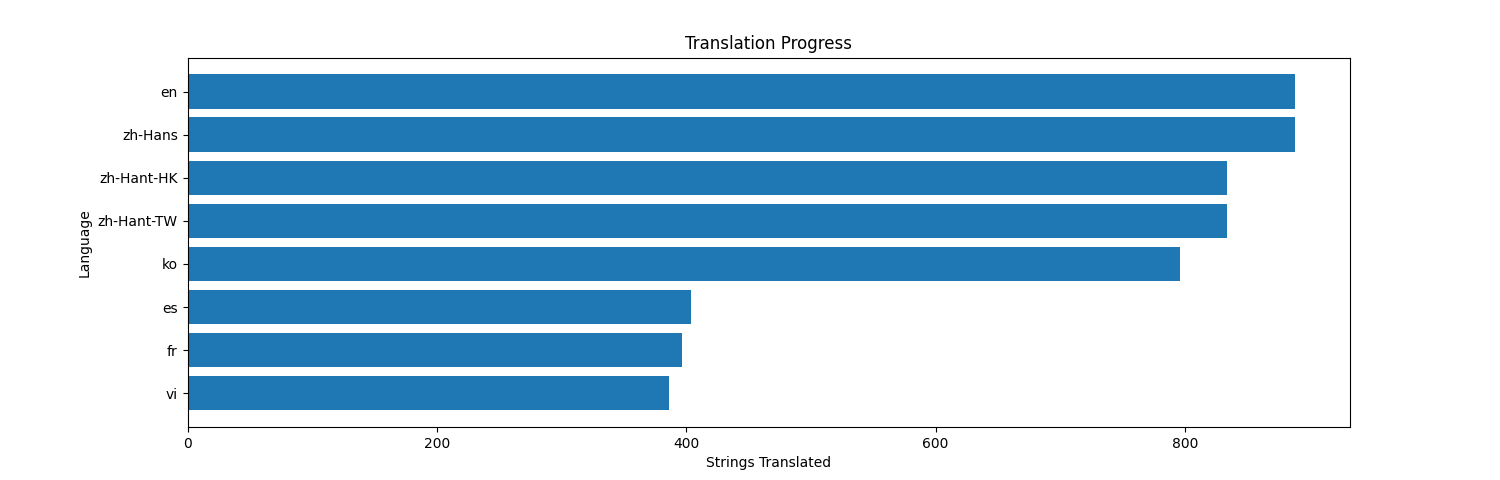 Translation Progress
en
zh-Hans
zh-Hant-HK
zh-Hant-TW
ko
es
fr
vi
Language
0 200 400 600 800
Strings Translated